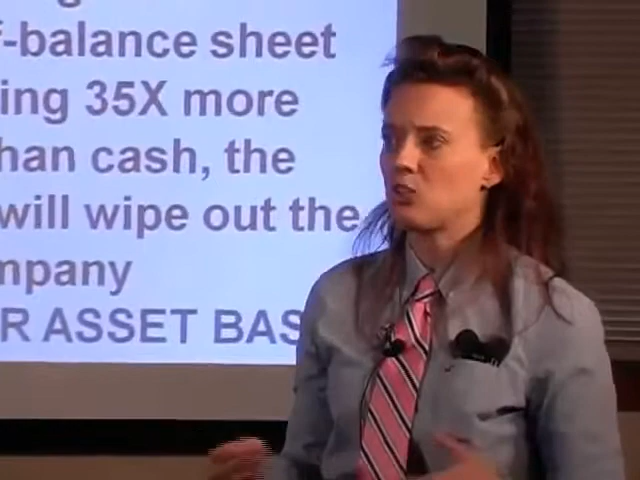 f-balance sheet
ing 35X more
han cash, the
will wipe out the
mpany
R ASSET BAS